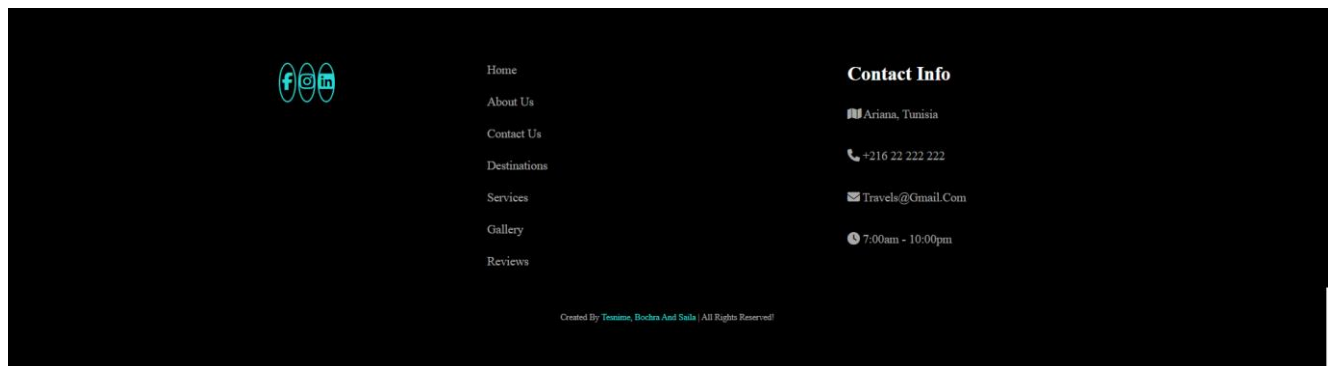 Home
About Us
Contact Us
Destinations
Services
Gallery
Reviews
Contact Info
Ariana, Tunisia
+216 22 222 222
Travels@Gmail.Com
7:00am - 10:00pm
Created By Tesnime, Bochra And Saila | All Rights Reserved!